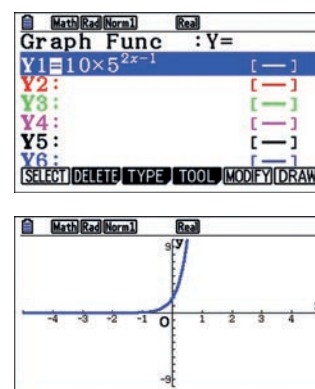 Math Rad Norm1 Real
Graph Func :Y=
Y1=10×5^{2x-1} [—]
Y2: [—]
Y3: [—]
Y4: [—]
Y5: [—]
Y6: [—]
SELECT DELETE TYPE TOOL MODIFY DRAW
Math Rad Norm1 Real
9 y
-4 -3 -2 -1 O 1 2 3 4
-9